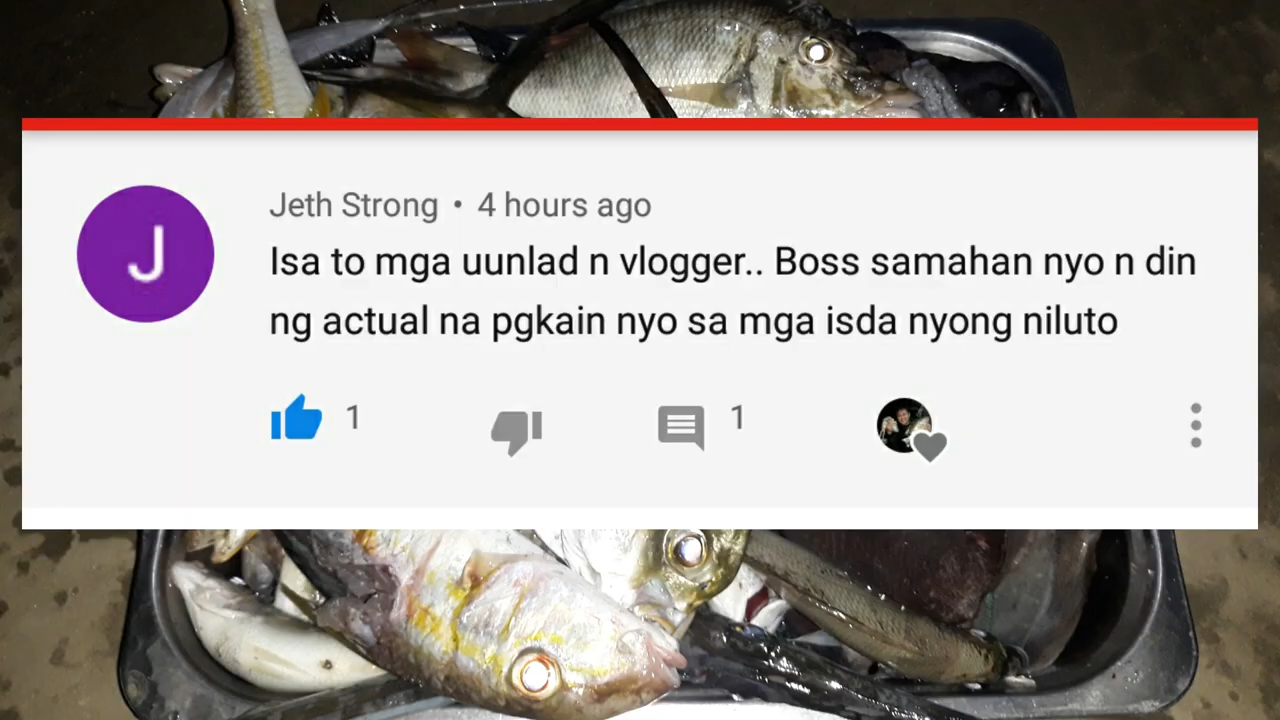 J
Jeth Strong • 4 hours ago
Isa to mga uunlad n vlogger.. Boss samahan nyo n din
ng actual na pgkain nyo sa mga isda nyong niluto
1
1